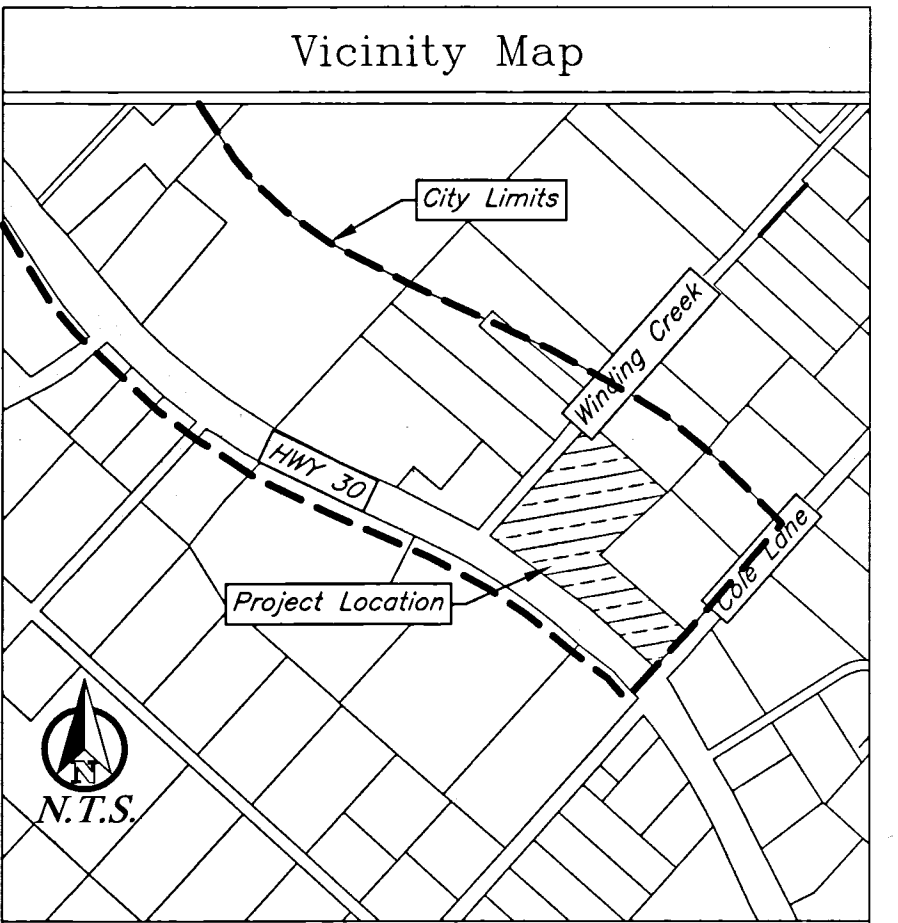 Vicinity Map
City Limits
Winding Creek
HWY 30
Cole Lane
Project Location
N
N.T.S.